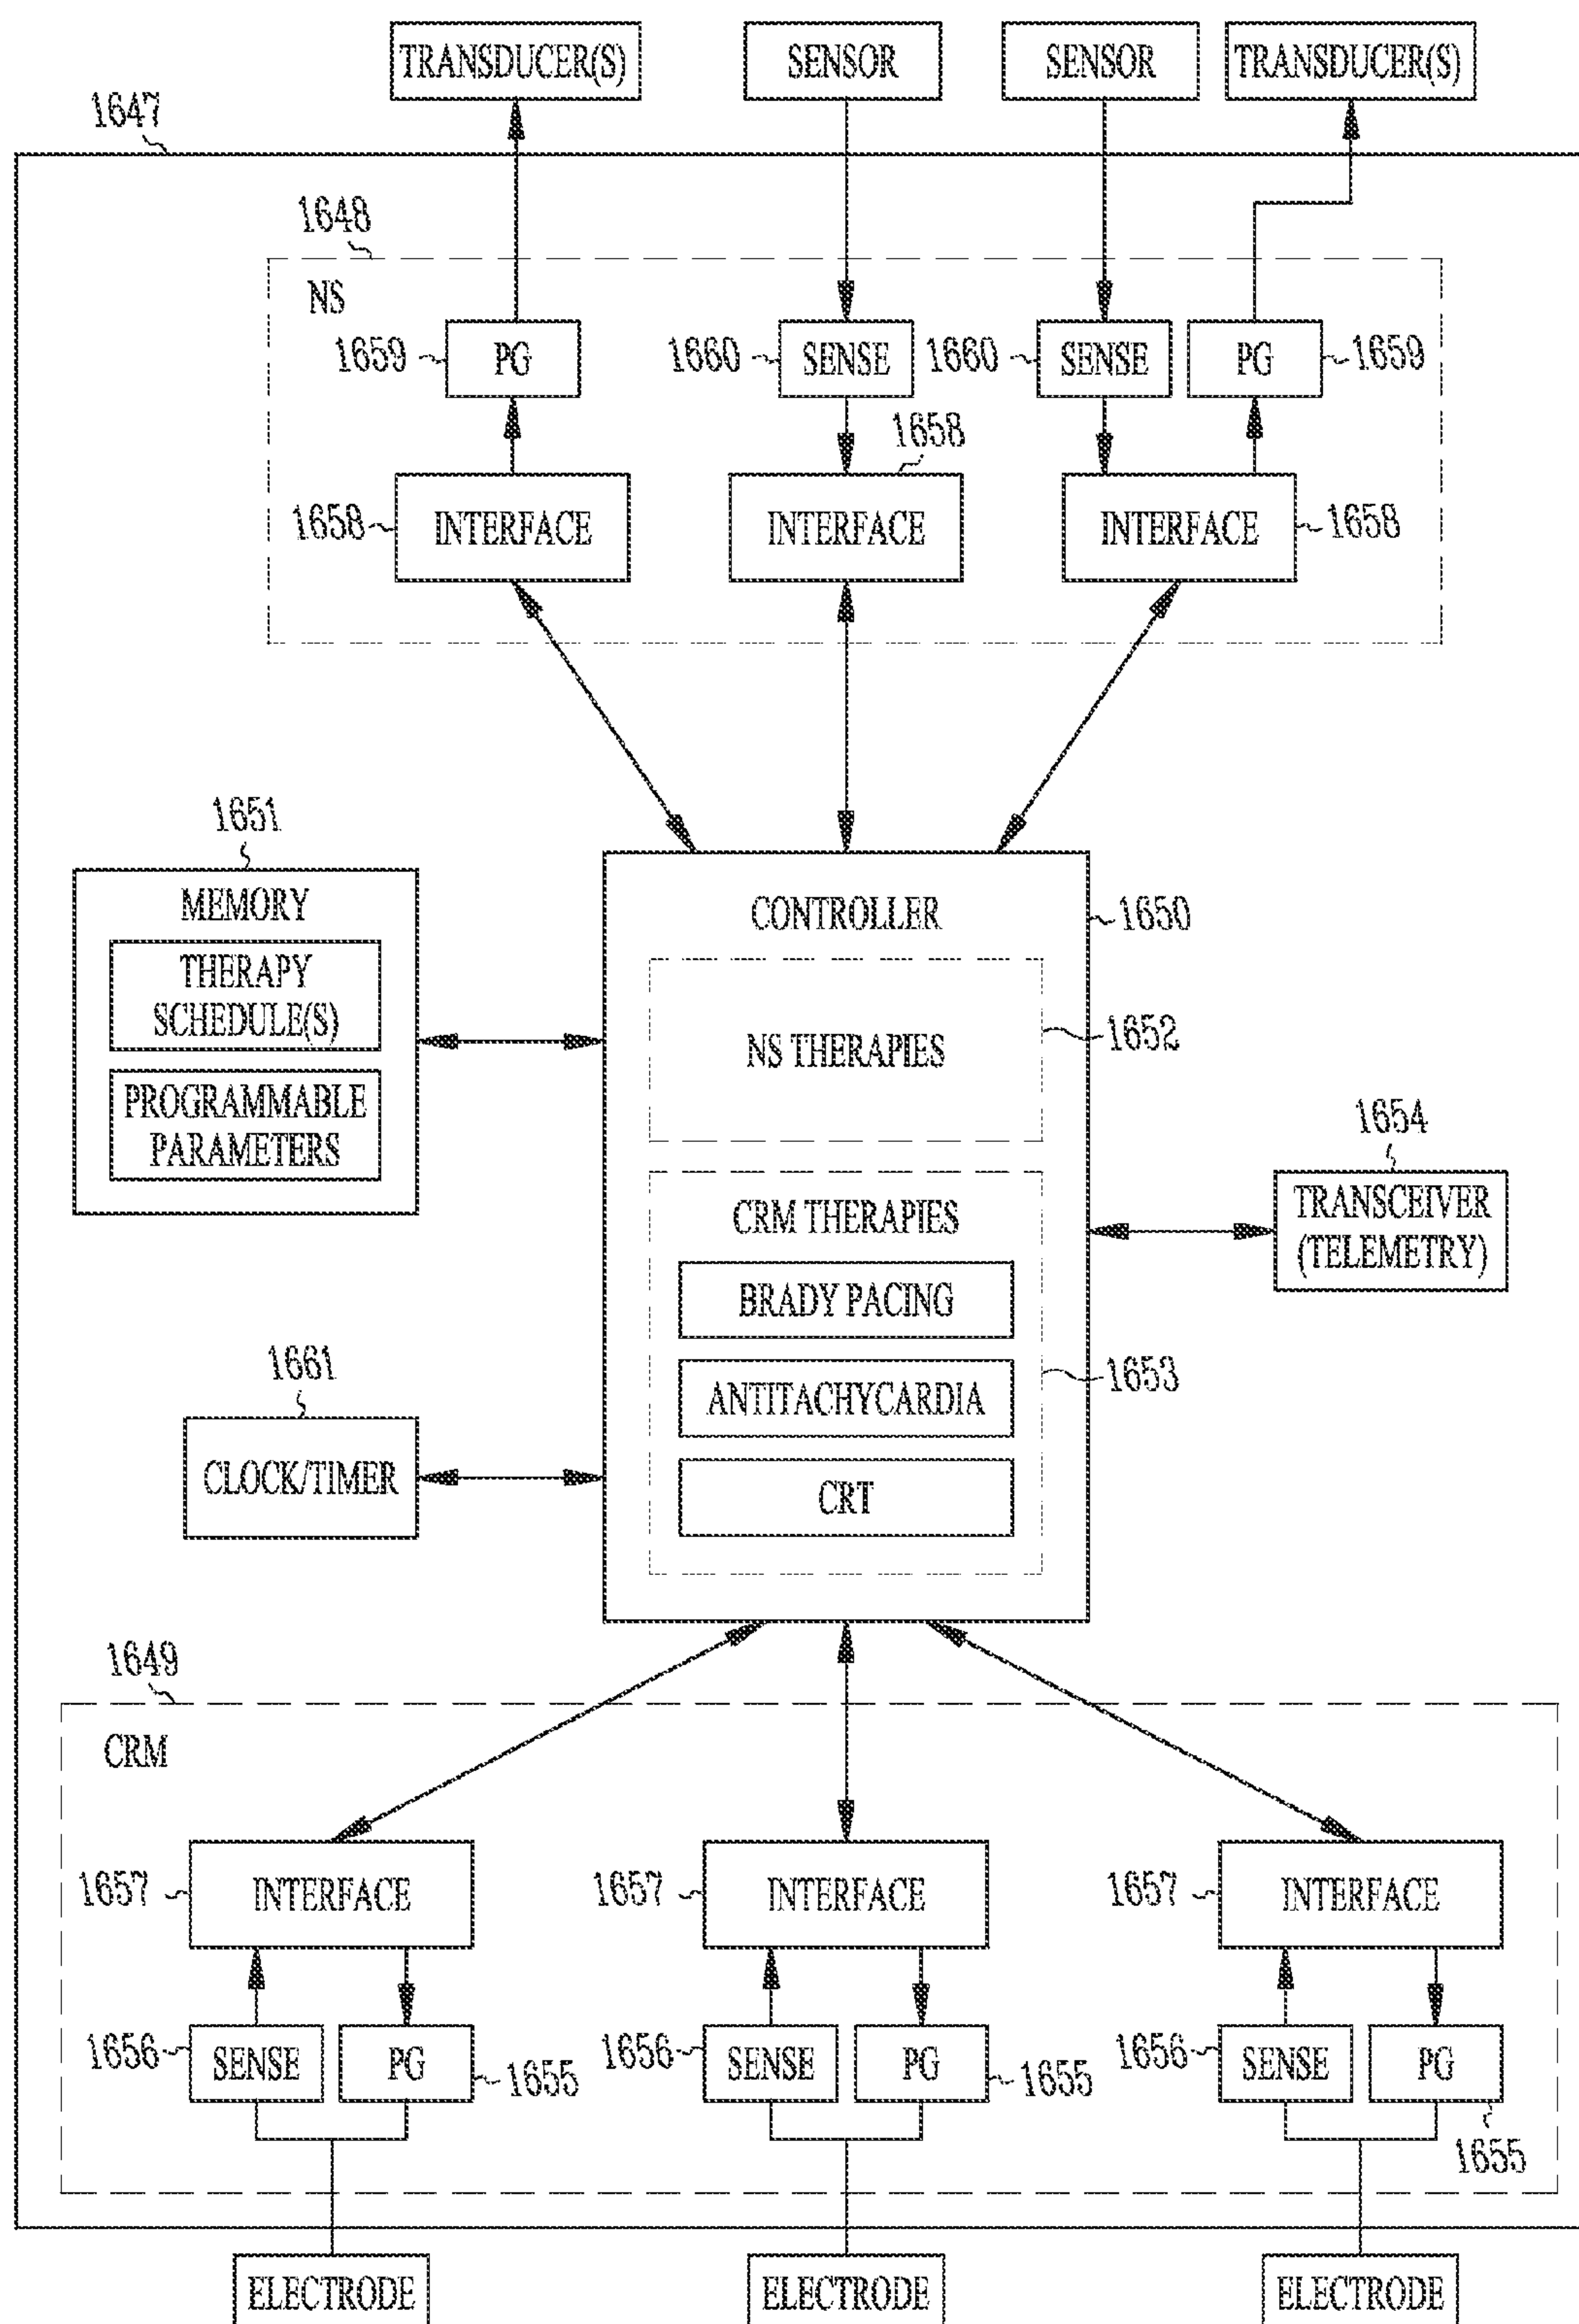 TRANSDUCER(S) SENSOR SENSOR TRANSDUCER(S)
1647
1648
NS
1659 PG 1660 SENSE 1660 SENSE PG 1659
1658
1658 INTERFACE INTERFACE INTERFACE 1658
1651
MEMORY
THERAPY
SCHEDULE(S)
PROGRAMMABLE
PARAMETERS
CONTROLLER 1650
NS THERAPIES 1652
1654
TRANSCEIVER
(TELEMETRY)
CRM THERAPIES
BRADY PACING
ANTITACHYCARDIA 1653
CRT
1661
CLOCK/TIMER
1649
CRM
1657 INTERFACE 1657 INTERFACE 1657 INTERFACE
1656 SENSE PG 1655 1656 SENSE PG 1655 1656 SENSE PG
1655
ELECTRODE ELECTRODE ELECTRODE